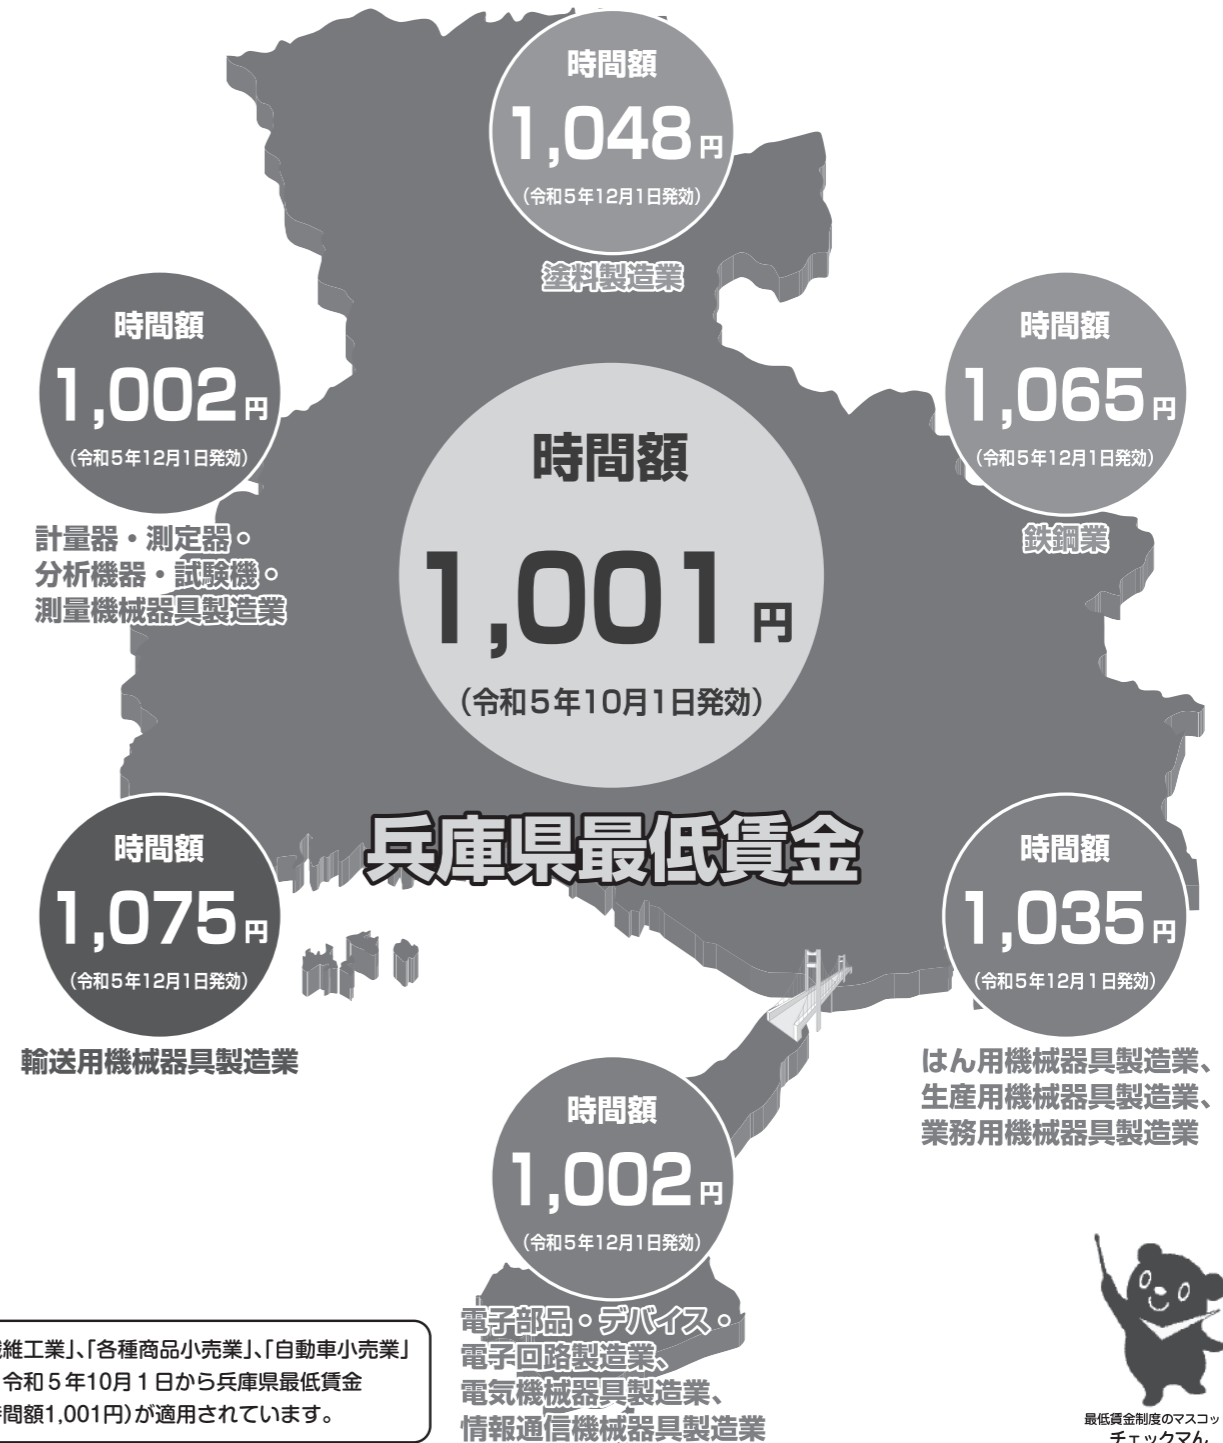 時間額
1,048円
（令和5年12月1日発効）
塗料製造業
時間額
1,002円
（令和5年12月1日発効）
計量器・測定器・
分析機器・試験機・
測量機械器具製造業
時間額
1,065円
（令和5年12月1日発効）
鉄鋼業
時間額
1,001円
（令和5年10月1日発効）
兵庫県最低賃金
時間額
1,075円
（令和5年12月1日発効）
輸送用機械器具製造業
時間額
1,035円
（令和5年12月1日発効）
はん用機械器具製造業、
生産用機械器具製造業、
業務用機械器具製造業
時間額
1,002円
（令和5年12月1日発効）
電子部品・デバイス・
電子回路製造業、
電気機械器具製造業、
情報通信機械器具製造業
維工業」、「各種商品小売業」、「自動車小売業」
令和5年10月1日から兵庫県最低賃金
間額1,001円)が適用されています。
最低賃金制度のマスコッ
チェックマん